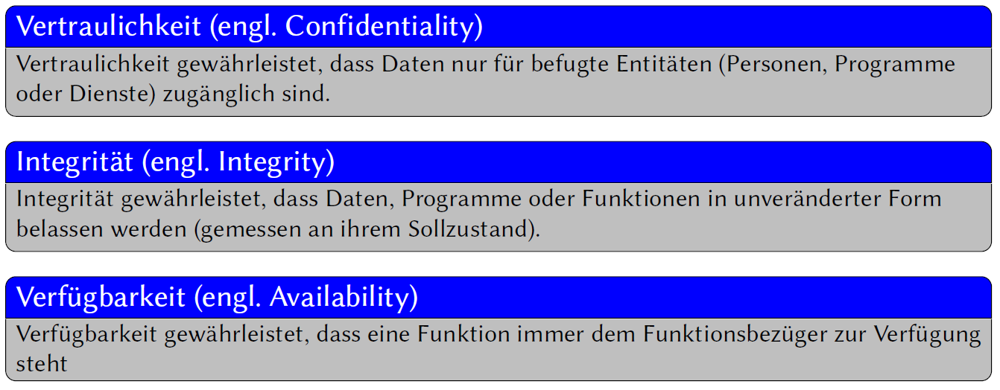 Vertraulichkeit (engl. Confidentiality)
Vertraulichkeit gewährleistet, dass Daten nur für befugte Entitäten (Personen, Programme
oder Dienste) zugänglich sind.
Integrität (engl. Integrity)
Integrität gewährleistet, dass Daten, Programme oder Funktionen in unveränderter Form
belassen werden (gemessen an ihrem Sollzustand).
Verfügbarkeit (engl. Availability)
Verfügbarkeit gewährleistet, dass eine Funktion immer dem Funktionsbezüger zur Verfügung
steht